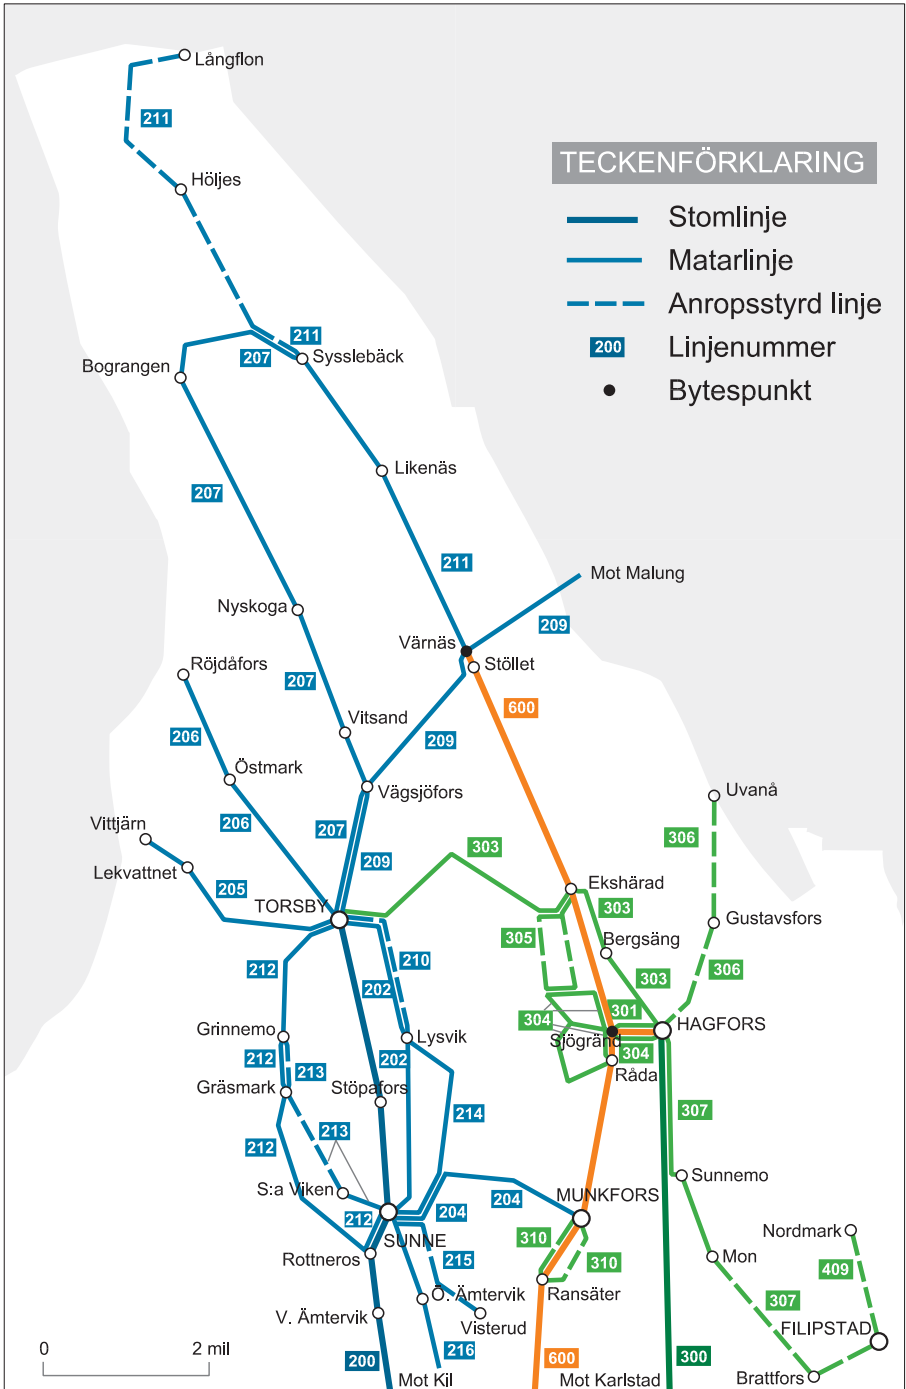 Långflon
211
Höljes
TECKENFÖRKLARING
Stomlinje
Matarlinje
Anropsstyrd linje
200 Linjenummer
Bytespunkt
211
207
Sysslebäck
Bograngen
Likenäs
207
211
Mot Malung
209
Nyskoga
Värnäs
Stöllet
Röjdåfors
207
600
206
Vitsand
209
Östmark
Vägsjöfors
Uvanå
206
207
Vittjärn
306
303
209
Lekvattnet
205
Ekshärad
TORSBY
303
Gustavsfors
305
Bergsäng
210
212
303
306
202
301
304
HAGFORS
Grinnemo
Lysvik
Sjögränd
212
202
304
213
Råda
Gräsmark
Stöpafors
307
214
213
212
Sunnemo
S:a Viken
204
MUNKFORS
212
204
Nordmark
SUNNE
310
Rottneros
215
310
Mon
409
Ö. Ämtervik
Ransäter
307
V. Ämtervik
Visterud
FILIPSTAD
0
2 mil
216
200
600
300
Mot Kil
Mot Karlstad
Brattfors